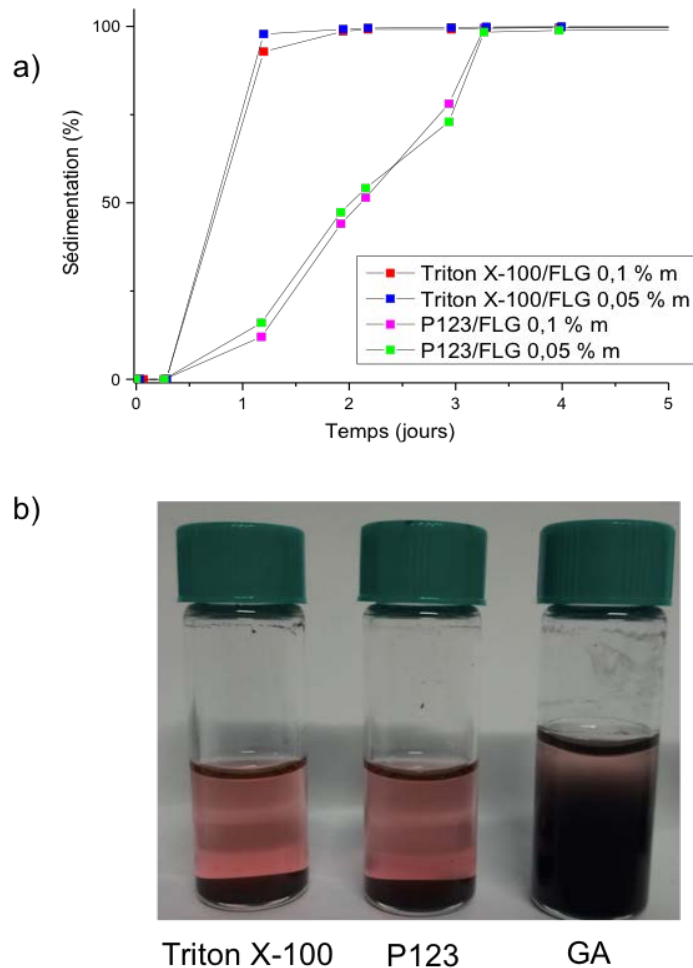 a)
Sédimentation (%)
100
50
0
Triton X-100/FLG 0,1 % m
Triton X-100/FLG 0,05 % m
P123/FLG 0,1 % m
P123/FLG 0,05 % m
0 1 2 3 4 5
Temps (jours)
b)
Triton X-100 P123 GA